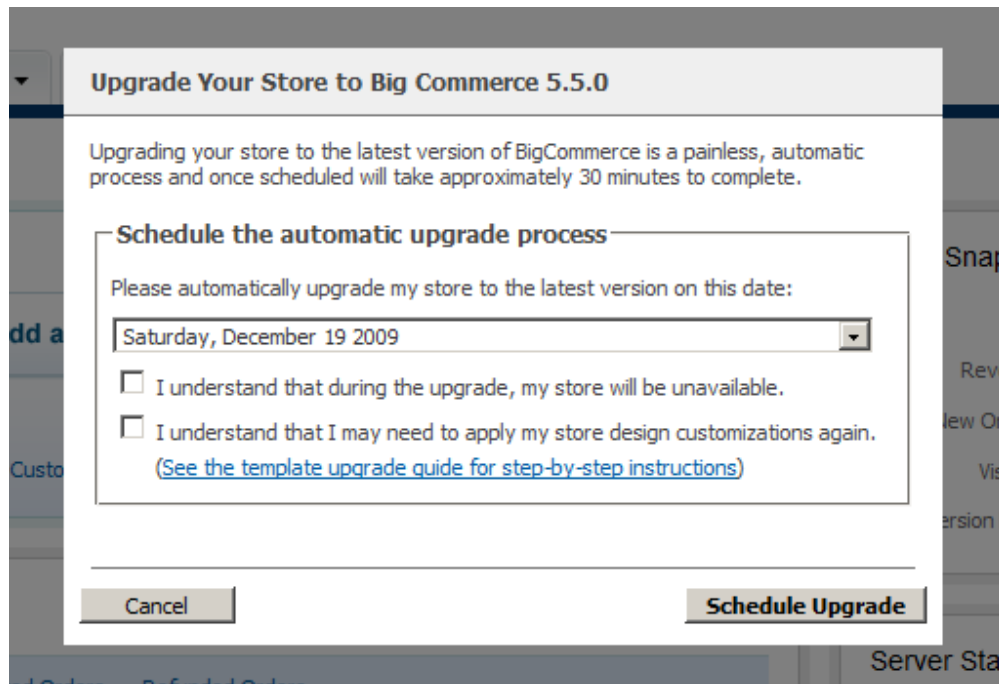 Upgrade Your Store to Big Commerce 5.5.0
Upgrading your store to the latest version of BigCommerce is a painless, automatic
process and once scheduled will take approximately 30 minutes to complete.
Schedule the automatic upgrade process
Please automatically upgrade my store to the latest version on this date:
Saturday, December 19 2009
I understand that during the upgrade, my store will be unavailable.
I understand that I may need to apply my store design customizations again.
(See the template upgrade guide for step-by-step instructions)
Cancel
Schedule Upgrade
Snap
dd a
Rev
New Or
Custo
Vis
ersion
Server Sta
Refunded Orders